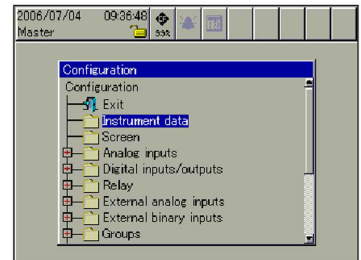 2006/07/04 09:36:48
Master
Configuration
Configuration
Exit
Instrument data
Screen
Analog inputs
Digital inputs/outputs
Relay
External analog inputs
External binary inputs
Groups